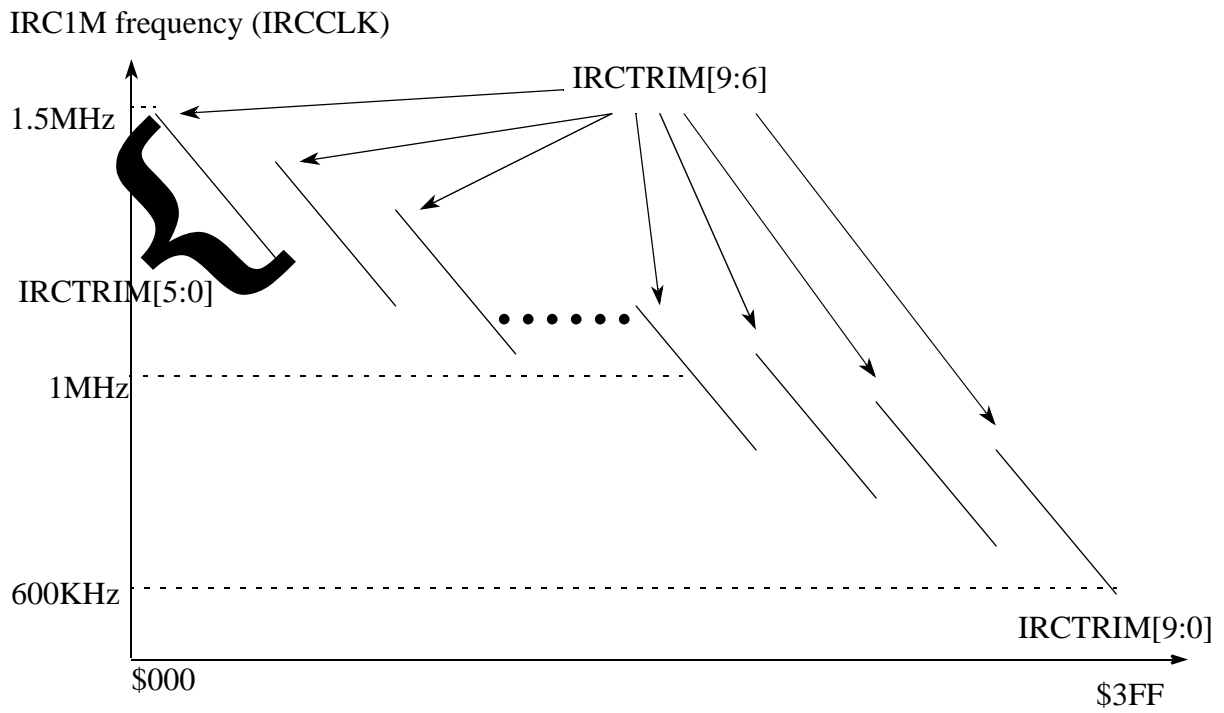 IRC1M frequency (IRCCLK)
IRCTRIM[9:6]
1.5MHz
IRCTRIM[5:0]
1MHz
600KHz
IRCTRIM[9:0]
$000
$3FF